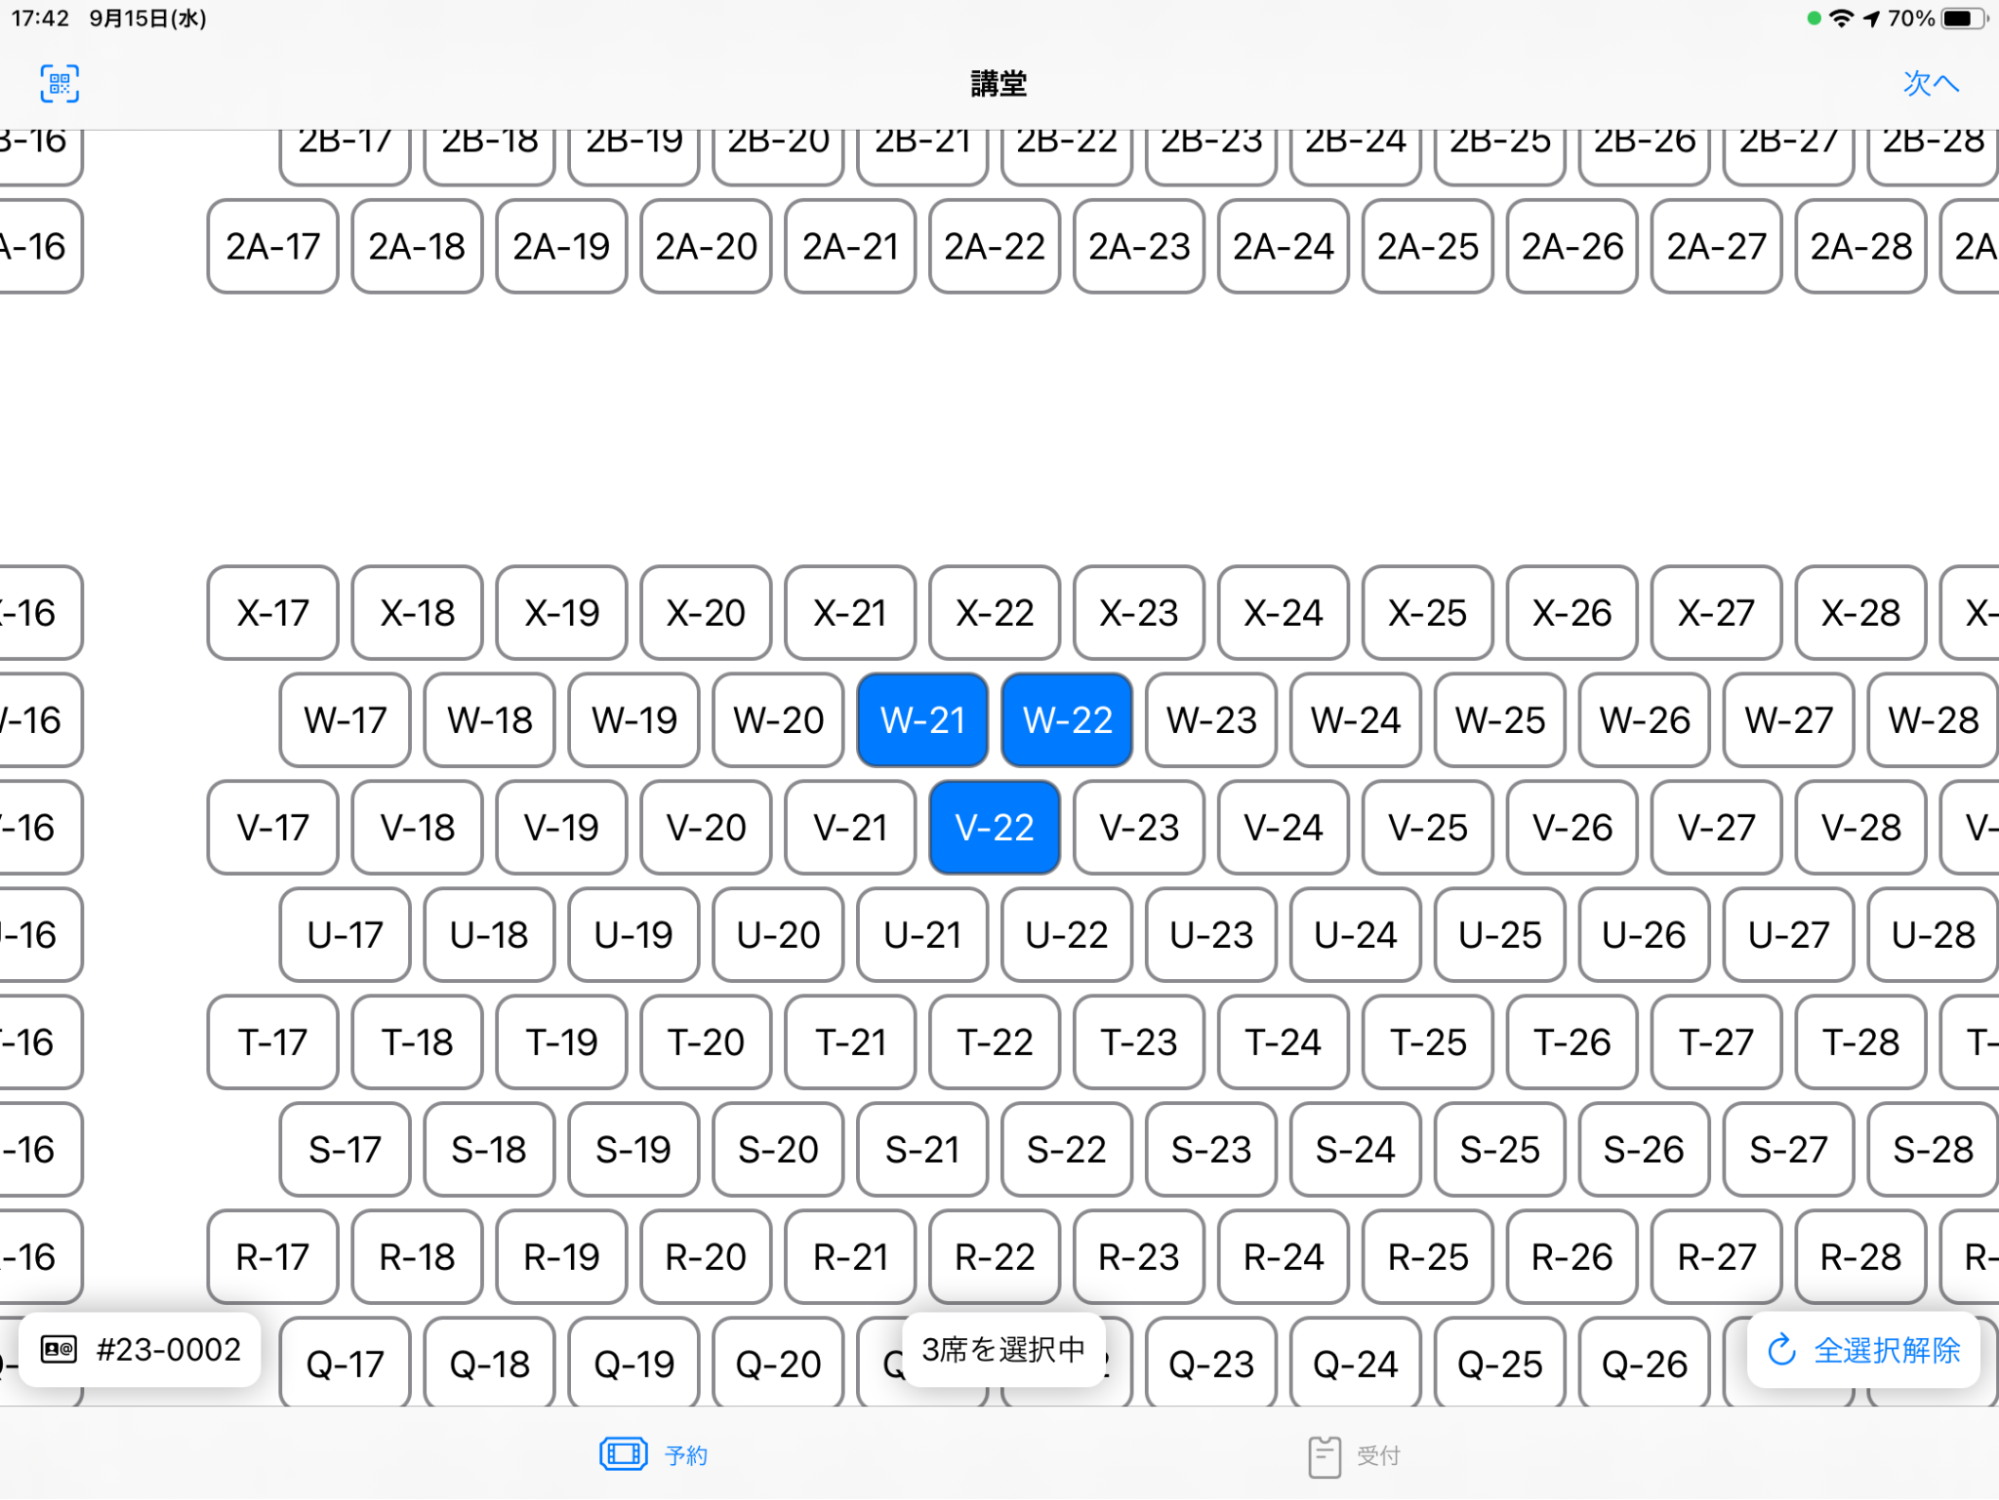 17:42 9月15日(水) 70%
講堂 次へ
-16 2B-17 2B-18 2B-19 2B-20 2B-21 2B-22 2B-23 2B-24 2B-25 2B-26 2B-27 2B-28
A-16 2A-17 2A-18 2A-19 2A-20 2A-21 2A-22 2A-23 2A-24 2A-25 2A-26 2A-27 2A-28 2A
-16 X-17 X-18 X-19 X-20 X-21 X-22 X-23 X-24 X-25 X-26 X-27 X-28 X-
-16 W-17 W-18 W-19 W-20 W-21 W-22 W-23 W-24 W-25 W-26 W-27 W-28
-16 V-17 V-18 V-19 V-20 V-21 V-22 V-23 V-24 V-25 V-26 V-27 V-28 V-
-16 U-17 U-18 U-19 U-20 U-21 U-22 U-23 U-24 U-25 U-26 U-27 U-28
-16 T-17 T-18 T-19 T-20 T-21 T-22 T-23 T-24 T-25 T-26 T-27 T-28 T-
-16 S-17 S-18 S-19 S-20 S-21 S-22 S-23 S-24 S-25 S-26 S-27 S-28
-16 R-17 R-18 R-19 R-20 R-21 R-22 R-23 R-24 R-25 R-26 R-27 R-28 R-
Q-17 Q-18 Q-19 Q-20 Q-23 Q-24 Q-25 Q-26
#23-0002 3席を選択中 全選択解除
予約 受付